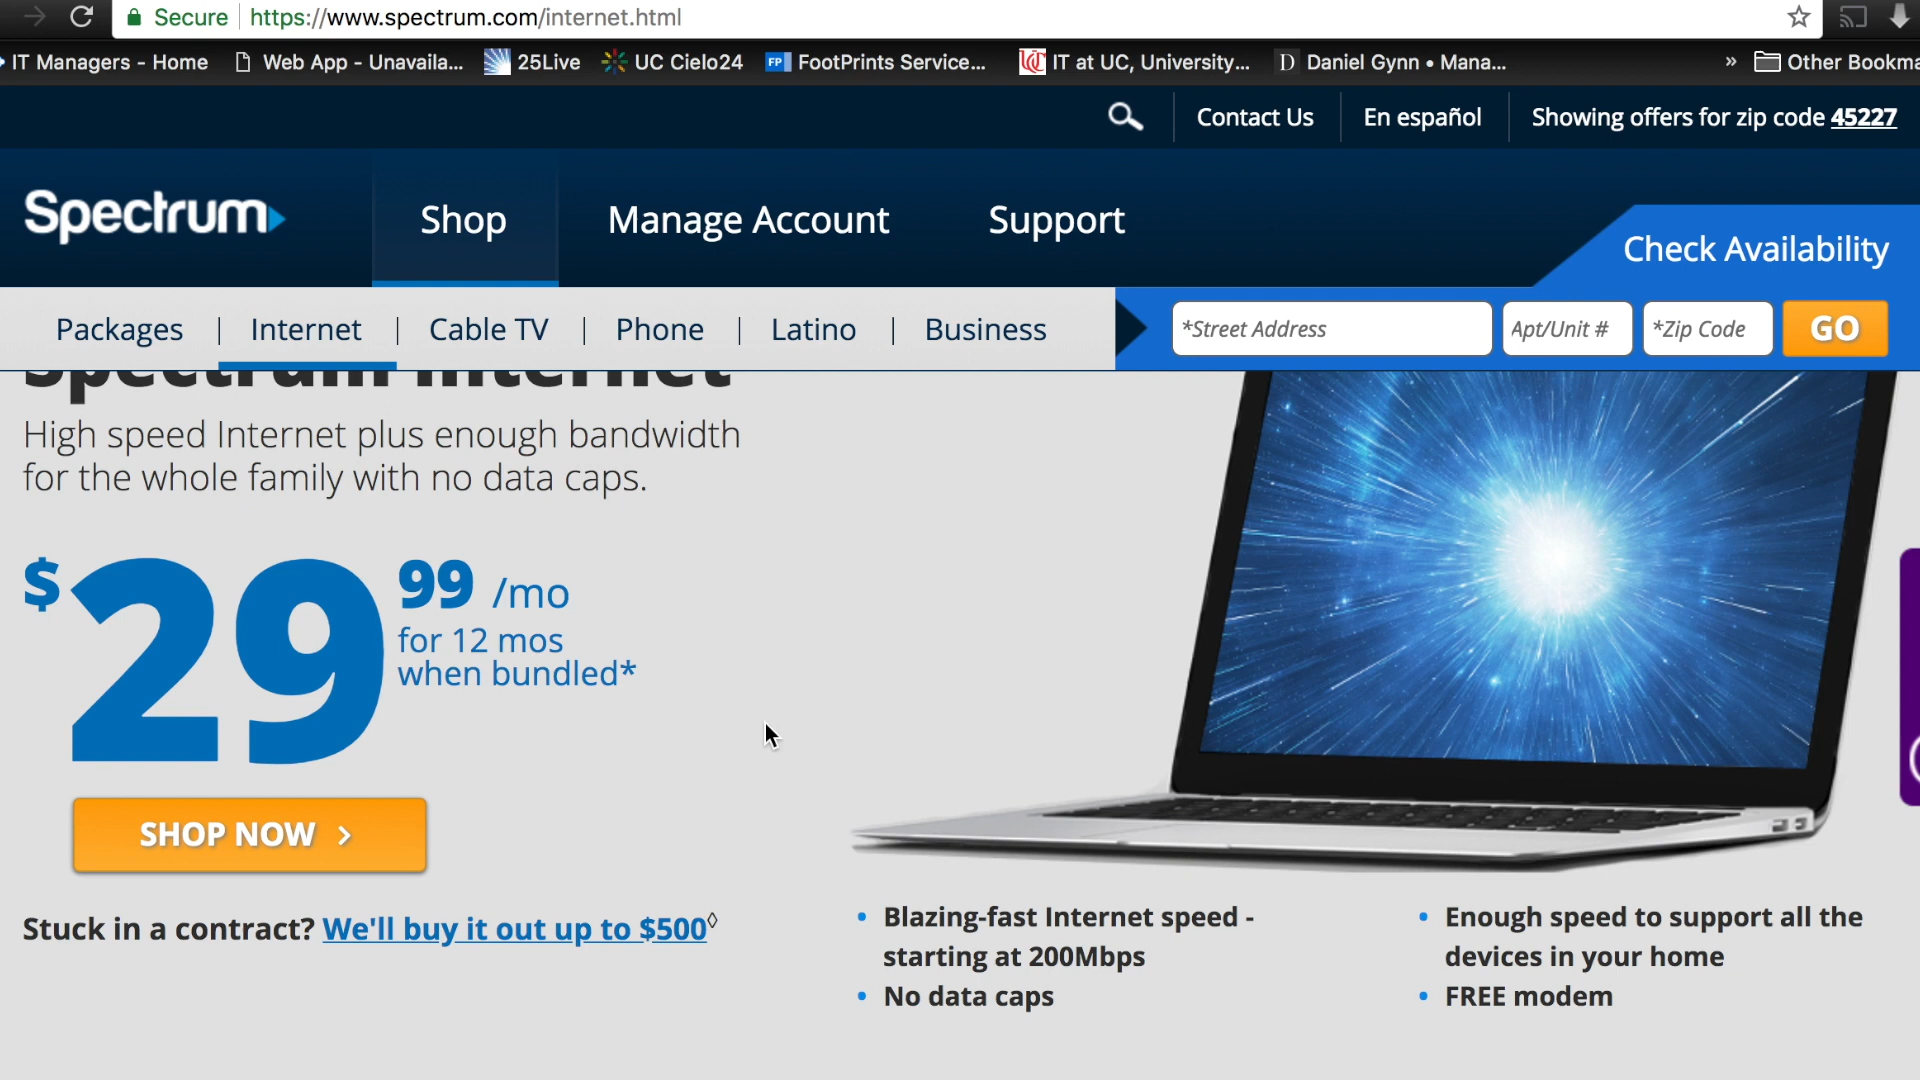 Secure https://www.spectrum.com/internet.html
IT Managers - Home Web App - Unavaila... 25Live UC Cielo24 FP FootPrints Service... UC IT at UC, University... D Daniel Gynn • Mana... » Other Bookma
Contact Us En español Showing offers for zip code 45227
Spectrum Shop Manage Account Support
Check Availability
Packages | Internet | Cable TV | Phone | Latino | Business *Street Address Apt/Unit # *Zip Code GO
Spectrum Internet
High speed Internet plus enough bandwidth
for the whole family with no data caps.
$29 99 /mo
for 12 mos
when bundled*
SHOP NOW >
Stuck in a contract? We'll buy it out up to $500◊
• Blazing-fast Internet speed -
starting at 200Mbps
• No data caps
• Enough speed to support all the
devices in your home
• FREE modem